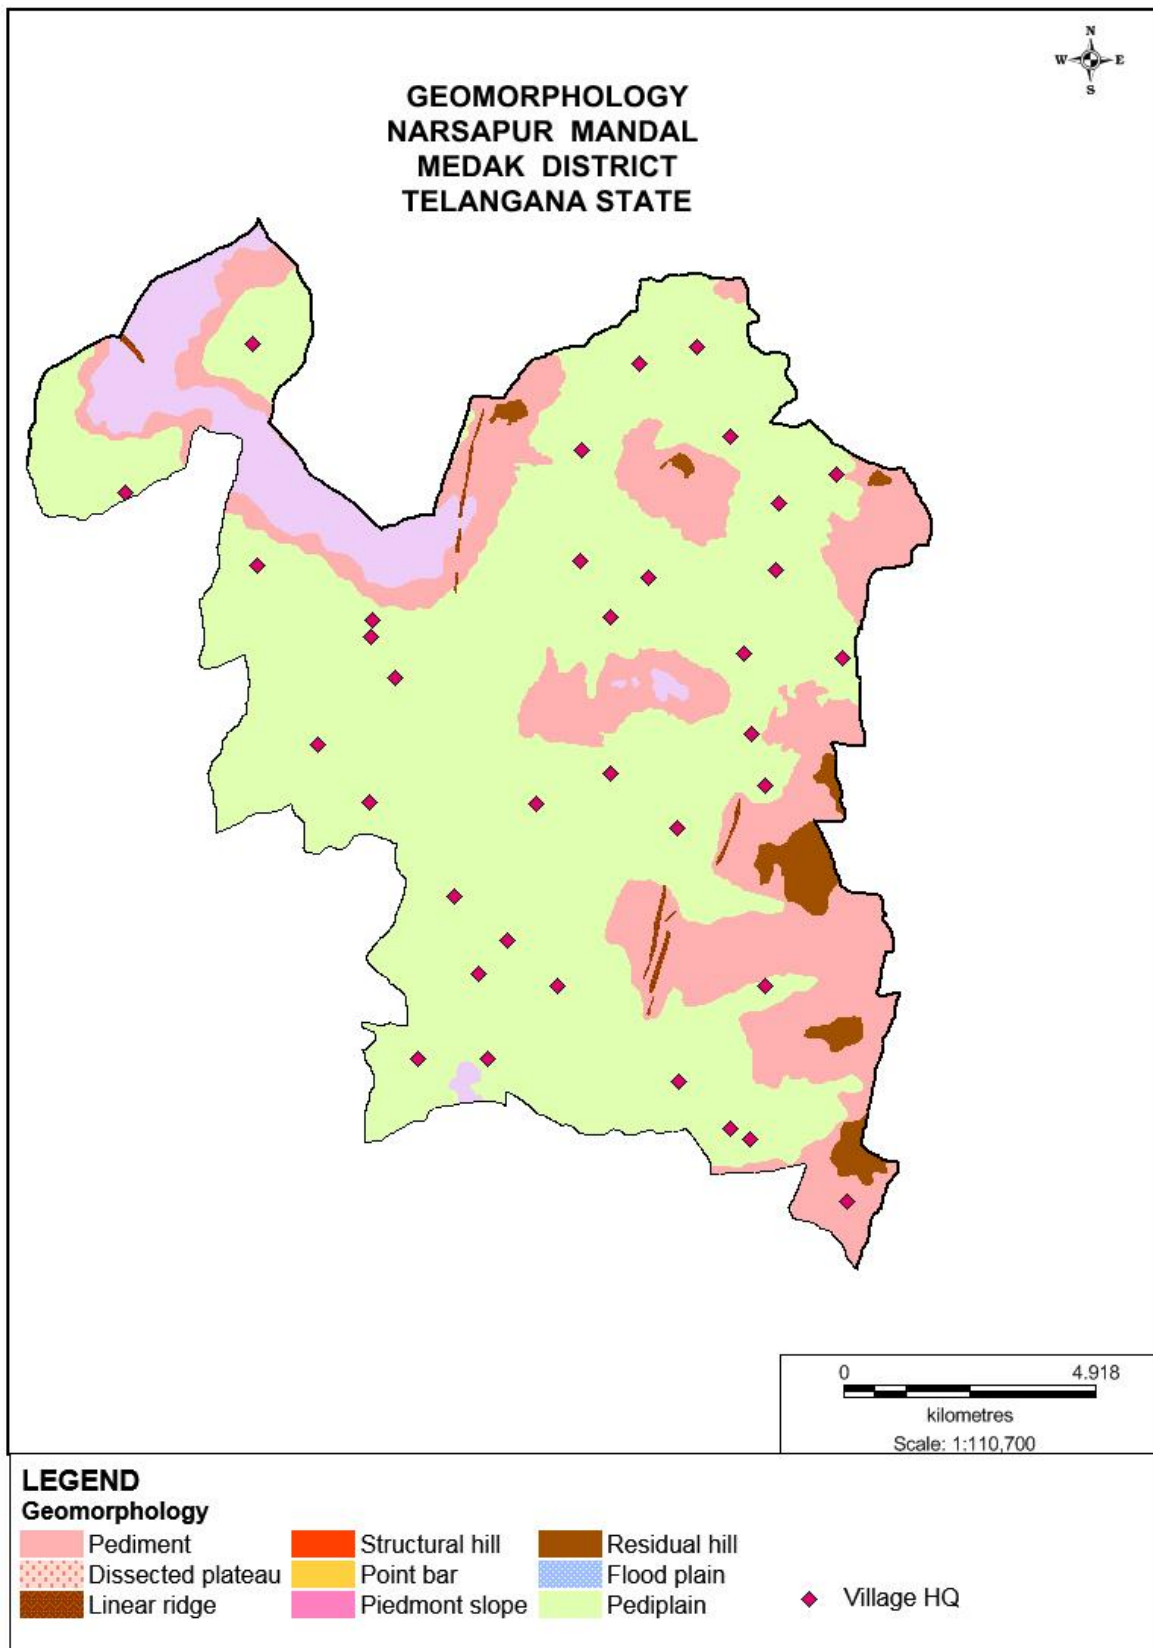 N
W E
S
GEOMORPHOLOGY
NARSAPUR MANDAL
MEDAK DISTRICT
TELANGANA STATE
0 4.918
kilometres
Scale: 1:110,700
LEGEND
Geomorphology
Pediment Structural hill Residual hill
Dissected plateau Point bar Flood plain
Linear ridge Piedmont slope Pediplain Village HQ